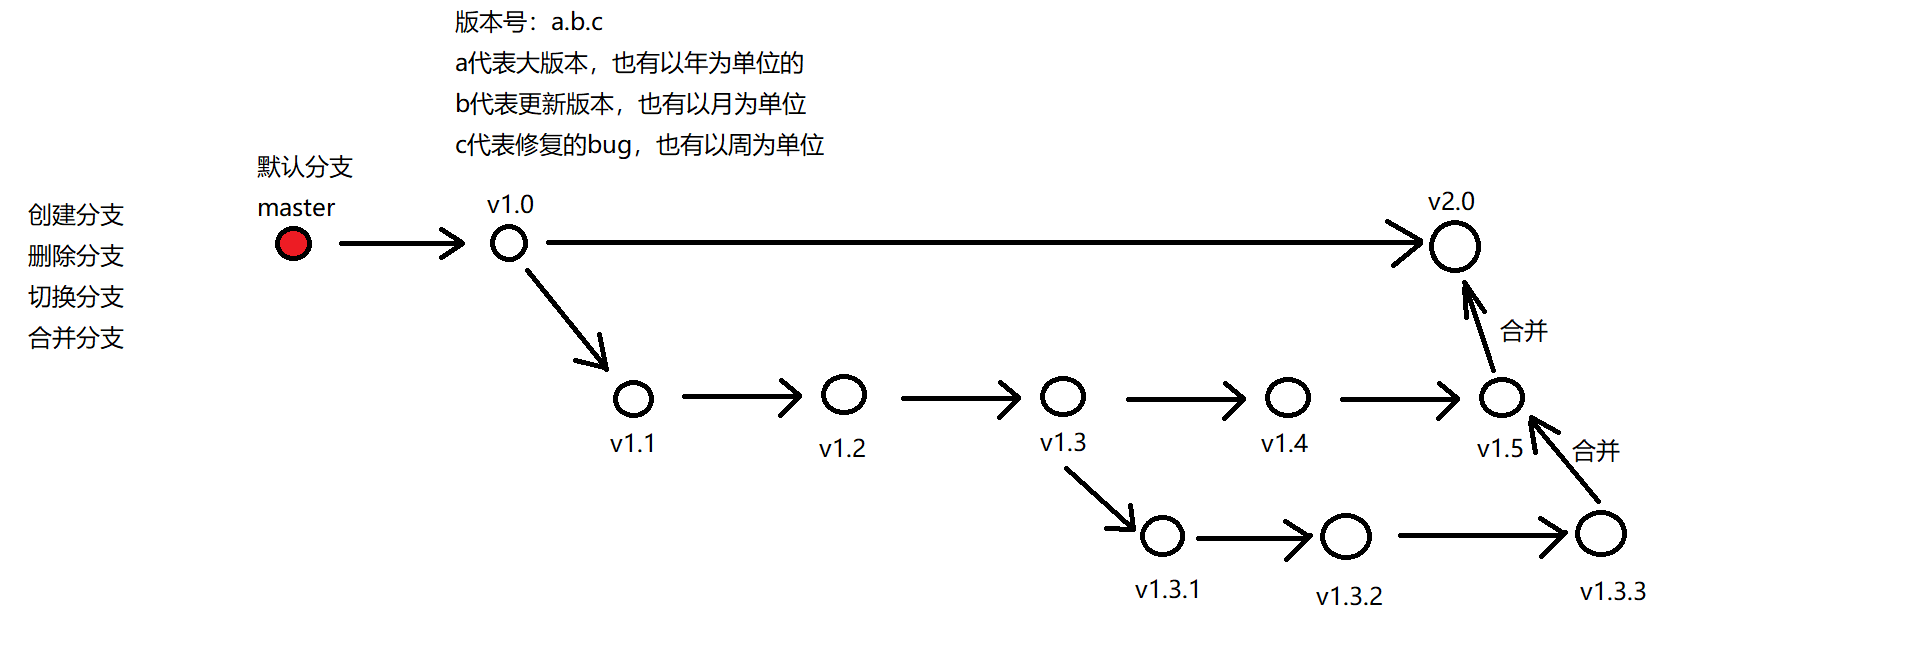 版本号：a.b.c
a代表大版本，也有以年为单位的
b代表更新版本，也有以月为单位
c代表修复的bug，也有以周为单位
默认分支
master
创建分支
删除分支
切换分支
合并分支
v1.0
v2.0
合并
v1.1
v1.2
v1.3
v1.4
v1.5
合并
v1.3.1
v1.3.2
v1.3.3